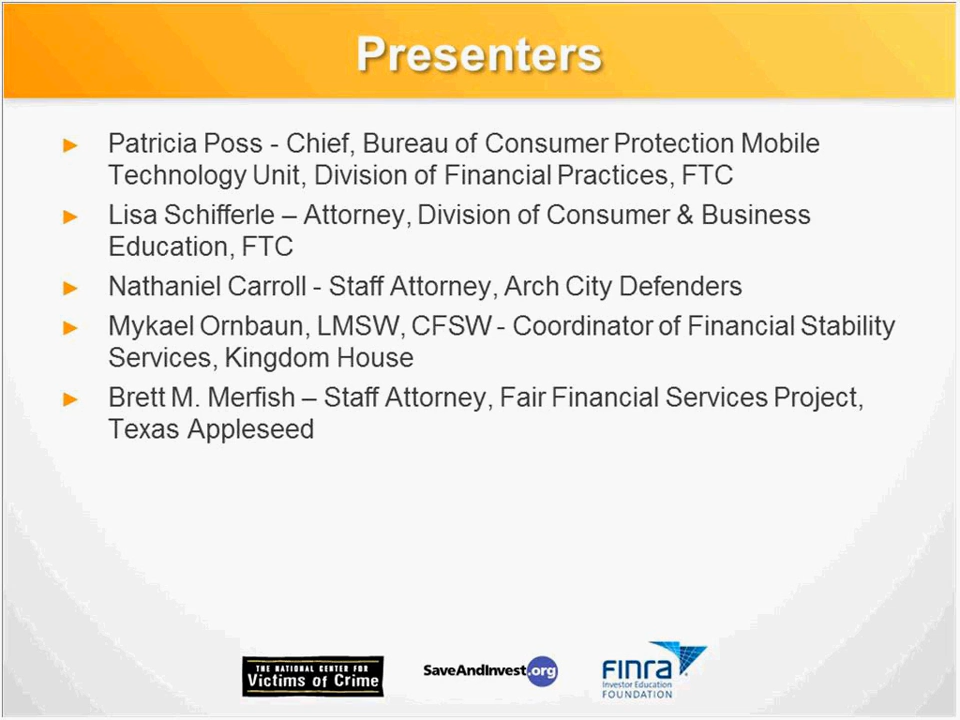 Presenters
► Patricia Poss - Chief, Bureau of Consumer Protection Mobile
Technology Unit, Division of Financial Practices, FTC
► Lisa Schifferle – Attorney, Division of Consumer & Business
Education, FTC
► Nathaniel Carroll - Staff Attorney, Arch City Defenders
► Mykael Ornbaun, LMSW, CFSW - Coordinator of Financial Stability
Services, Kingdom House
► Brett M. Merfish – Staff Attorney, Fair Financial Services Project,
Texas Appleseed
THE NATIONAL CENTER FOR
Victims of Crime
SaveAndInvest.org
FINRA
Investor Education
FOUNDATION